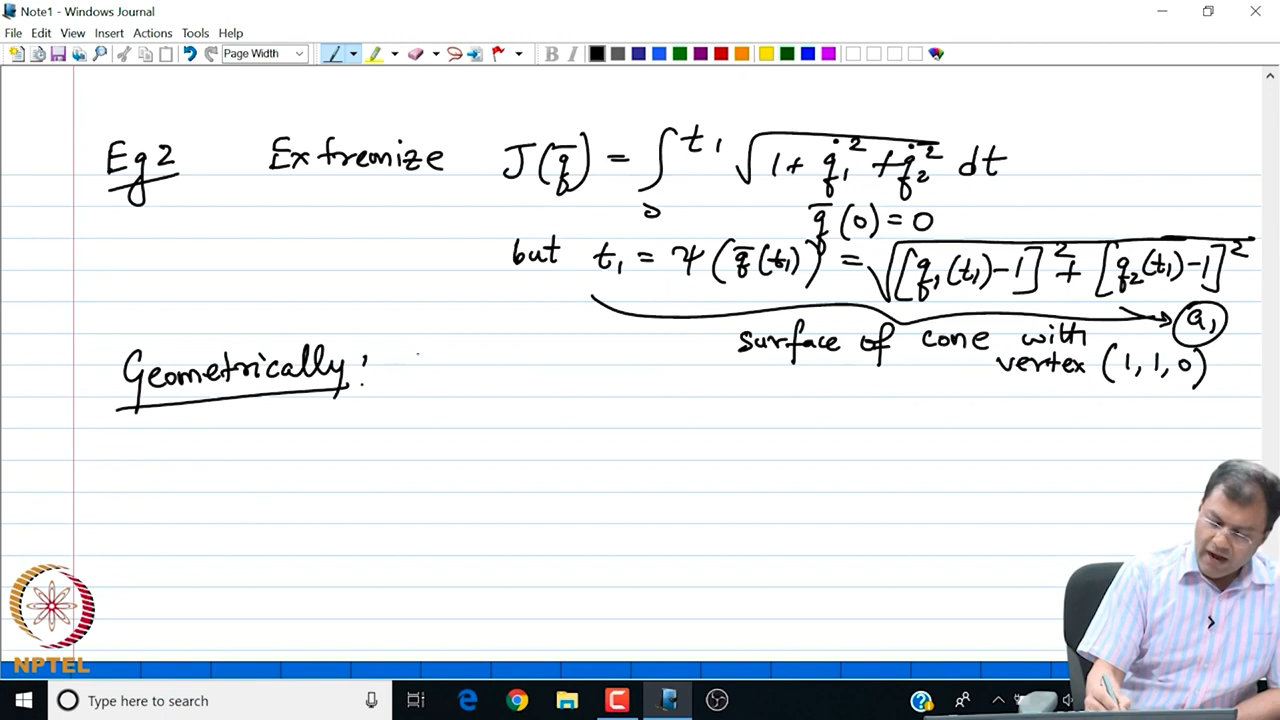 Note1 - Windows Journal
File Edit View Insert Actions Tools Help
Page Width
B I
Eg 2 Extremize J(q̄) = ∫₀^{t₁} √(1 + q̇₁² + q̇₂²) dt
q̄(0) = 0
but t₁ = ψ(q̄(t₁)) = √([q₁(t₁)-1]² + [q₂(t₁)-1]²)
→ a₁
surface of cone with
vertex (1, 1, 0)
Geometrically:
NPTEL
Type here to search